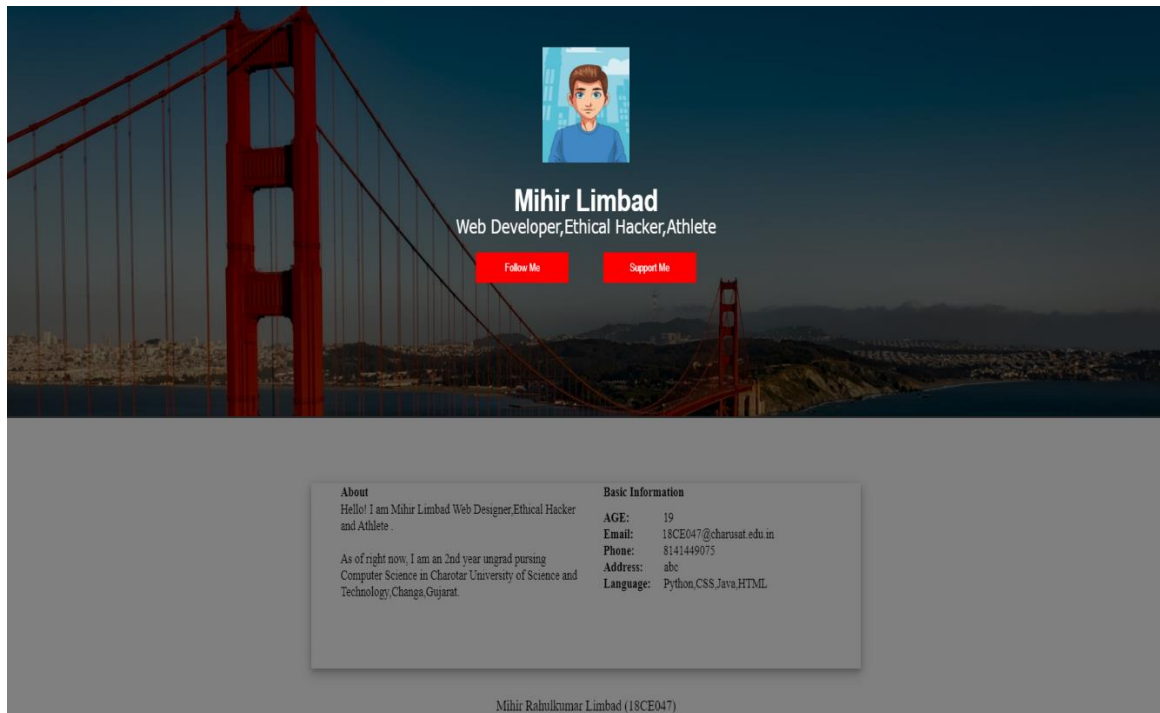 Mihir Limbad
Web Developer,Ethical Hacker,Athlete
Follow Me
Support Me
About
Hello! I am Mihir Limbad Web Designer,Ethical Hacker
and Athlete .
As of right now, I am an 2nd year ungrad pursing
Computer Science in Charotar University of Science and
Technology,Changa,Gujarat.
Basic Information
AGE: 19
Email: 18CE047@charusat.edu.in
Phone: 8141449075
Address: abc
Language: Python,CSS,Java,HTML
Mihir Rahulkumar Limbad (18CE047)